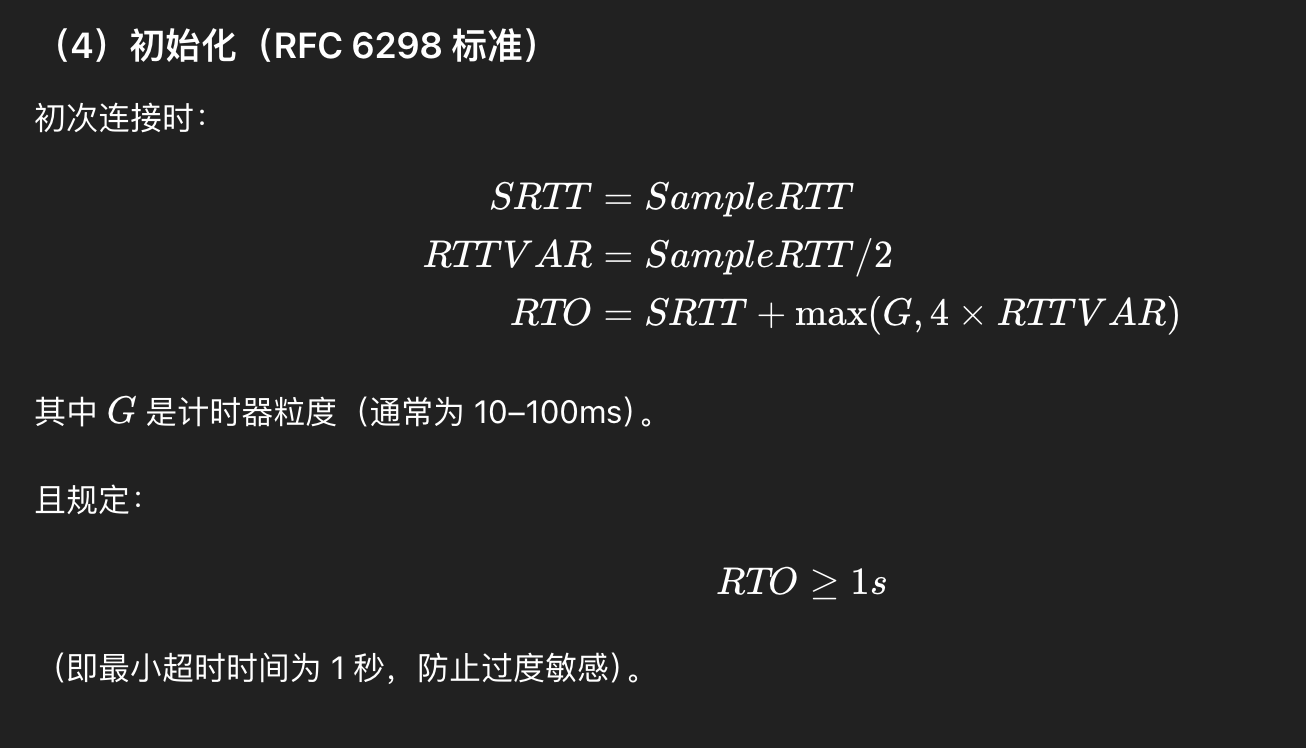 （4）初始化（RFC 6298 标准）
初次连接时：
SRTT = SampleRTT
RTTVAR = SampleRTT/2
RTO = SRTT + max(G, 4 × RTTVAR)
其中 G 是计时器粒度（通常为 10–100ms）。
且规定：
RTO ≥ 1s
（即最小超时时间为 1 秒，防止过度敏感）。